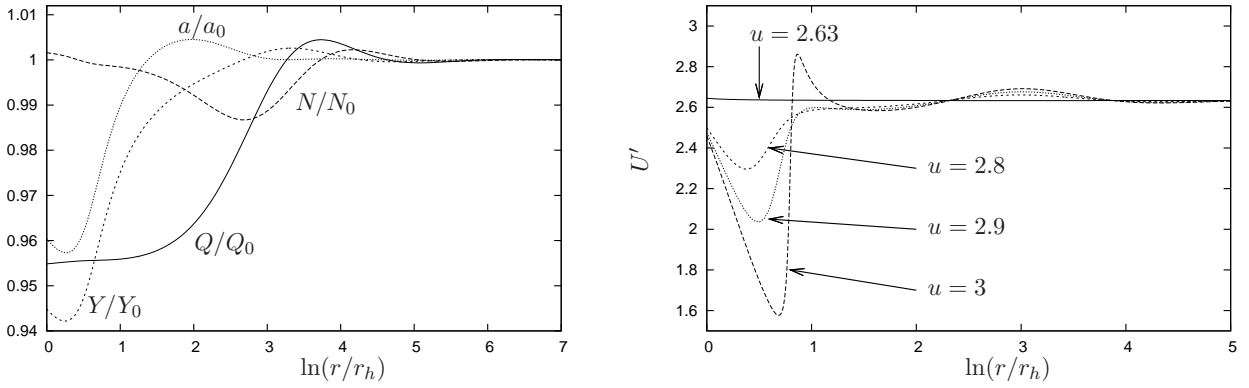 1.01
1
0.99
0.98
0.97
0.96
0.95
0.94
a/a₀
N/N₀
Q/Q₀
Y/Y₀
0 1 2 3 4 5 6 7
ln(r/rₕ)
U′
3
2.8
2.6
2.4
2.2
2
1.8
1.6
u = 2.63
u = 2.8
u = 2.9
u = 3
0 1 2 3 4 5
ln(r/rₕ)